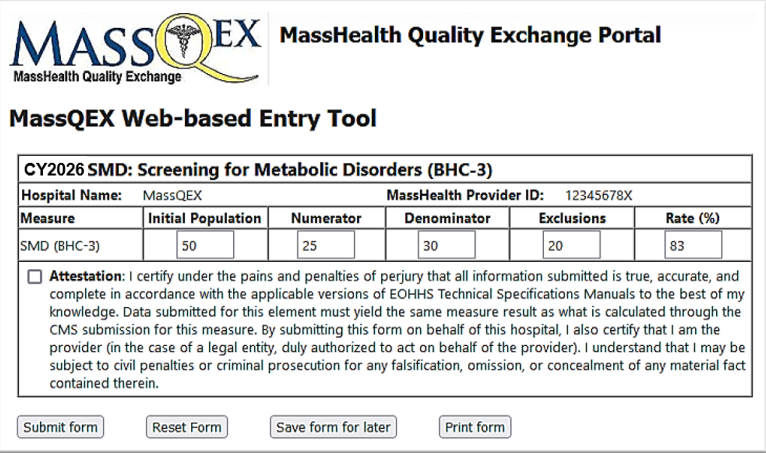 MASSQEX
MassHealth Quality Exchange
MassHealth Quality Exchange Portal
MassQEX Web-based Entry Tool
CY2026 SMD: Screening for Metabolic Disorders (BHC-3)
Hospital Name: MassQEX MassHealth Provider ID: 12345678X
Measure Initial Population Numerator Denominator Exclusions Rate (%)
SMD (BHC-3) 50 25 30 20 83
Attestation: I certify under the pains and penalties of perjury that all information submitted is true, accurate, and
complete in accordance with the applicable versions of EOHHS Technical Specifications Manuals to the best of my
knowledge. Data submitted for this element must yield the same measure result as what is calculated through the
CMS submission for this measure. By submitting this form on behalf of this hospital, I also certify that I am the
provider (in the case of a legal entity, duly authorized to act on behalf of the provider). I understand that I may be
subject to civil penalties or criminal prosecution for any falsification, omission, or concealment of any material fact
contained therein.
Submit form Reset Form Save form for later Print form